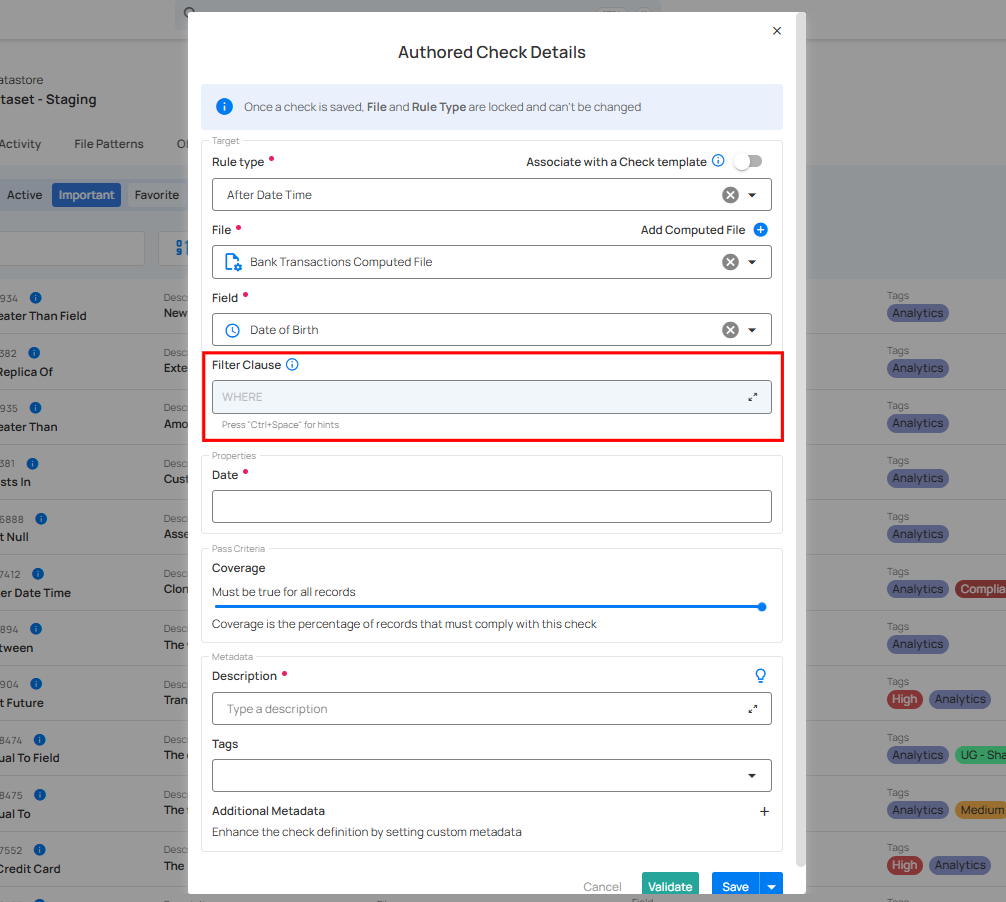 atastore
taset - Staging
Activity
File Patterns
Active
Important
Favorite
934
eater Than Field
Desc
New
382
Replica Of
Desc
Exte
935
eater Than
Desc
Amo
381
sts In
Desc
Cust
6888
t Null
Desc
Asse
7412
er Date Time
Desc
Clon
894
tween
Desc
The
904
t Future
Desc
Tran
8474
ual To Field
Desc
The
8475
ual To
Desc
The
7552
Credit Card
Desc
The
Authored Check Details
Once a check is saved, File and Rule Type are locked and can't be changed
Target
Rule type *
Associate with a Check template
After Date Time
File *
Add Computed File
Bank Transactions Computed File
Field *
Date of Birth
Filter Clause
WHERE
Press "Ctrl+Space" for hints
Properties
Date *
Pass Criteria
Coverage
Must be true for all records
Coverage is the percentage of records that must comply with this check
Metadata
Description *
Type a description
Tags
Additional Metadata
Enhance the check definition by setting custom metadata
Cancel
Validate
Save
Tags
Analytics
Tags
Analytics
Tags
Analytics
Tags
Analytics
Tags
Analytics
Tags
Analytics
Complia
Tags
Analytics
Tags
High
Analytics
Tags
Analytics
UG - Sha
Tags
Analytics
Medium
Tags
High
Analytics
Tags